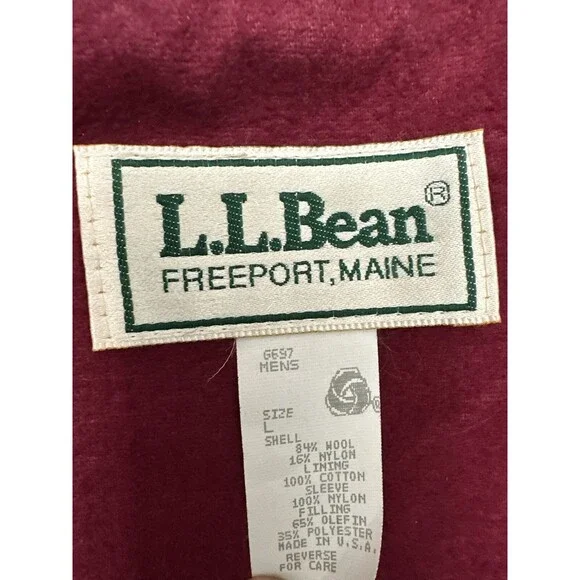 L.L.Bean®
FREEPORT, MAINE
G697
MENS
SIZE
L
SHELL
84% WOOL
16% NYLON
LINING
100% COTTON
SLEEVE
100% NYLON
FILLING
65% OLEFIN
35% POLYESTER
MADE IN U.S.A.
REVERSE
FOR CARE